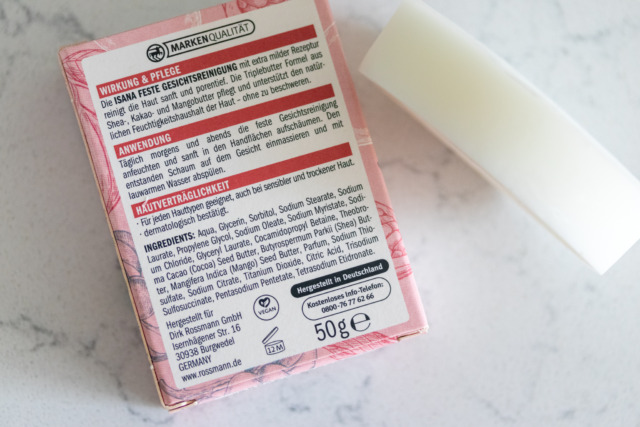 MARKENQUALITÄT
WIRKUNG & PFLEGE
Die ISANA FESTE GESICHTSREINIGUNG mit extra milder Rezeptur
reinigt die Haut sanft und porentief. Die Triplebutter Formel aus
Shea-, Kakao- und Mangobutter pflegt und unterstützt den natür-
lichen Feuchtigkeitshaushalt der Haut – ohne zu beschweren.
ANWENDUNG
Täglich morgens und abends die feste Gesichtsreinigung
anfeuchten und sanft in den Handflächen aufschäumen. Den
entstanden Schaum auf dem Gesicht einmassieren und mit
lauwarmen Wasser abspülen.
HAUTVERTRÄGLICHKEIT
· Für jeden Hauttypen geeignet, auch bei sensibler und trockener Haut.
· dermatologisch bestätigt.
INGREDIENTS: Aqua, Glycerin, Sorbitol, Sodium Stearate, Sodium
Laurate, Propylene Glycol, Sodium Oleate, Sodium Myristate, Sodi-
um Chloride, Glyceryl Laurate, Cocamidopropyl Betaine, Theobro-
ma Cacao (Cocoa) Seed Butter, Butyrospermum Parkii (Shea) But-
ter, Mangifera Indica (Mango) Seed Butter, Parfum, Sodium Thio-
sulfate, Sodium Citrate, Titanium Dioxide, Citric Acid, Trisodium
Sulfosuccinate, Pentasodium Pentetate, Tetrasodium Etidronate.
Hergestellt für
Dirk Rossmann GmbH
Isernhägener Str. 16
30938 Burgwedel
GERMANY
www.rossmann.de
VEGAN
12M
Hergestellt in Deutschland
Kostenloses Info-Telefon:
0800-76 77 62 66
50g ℮